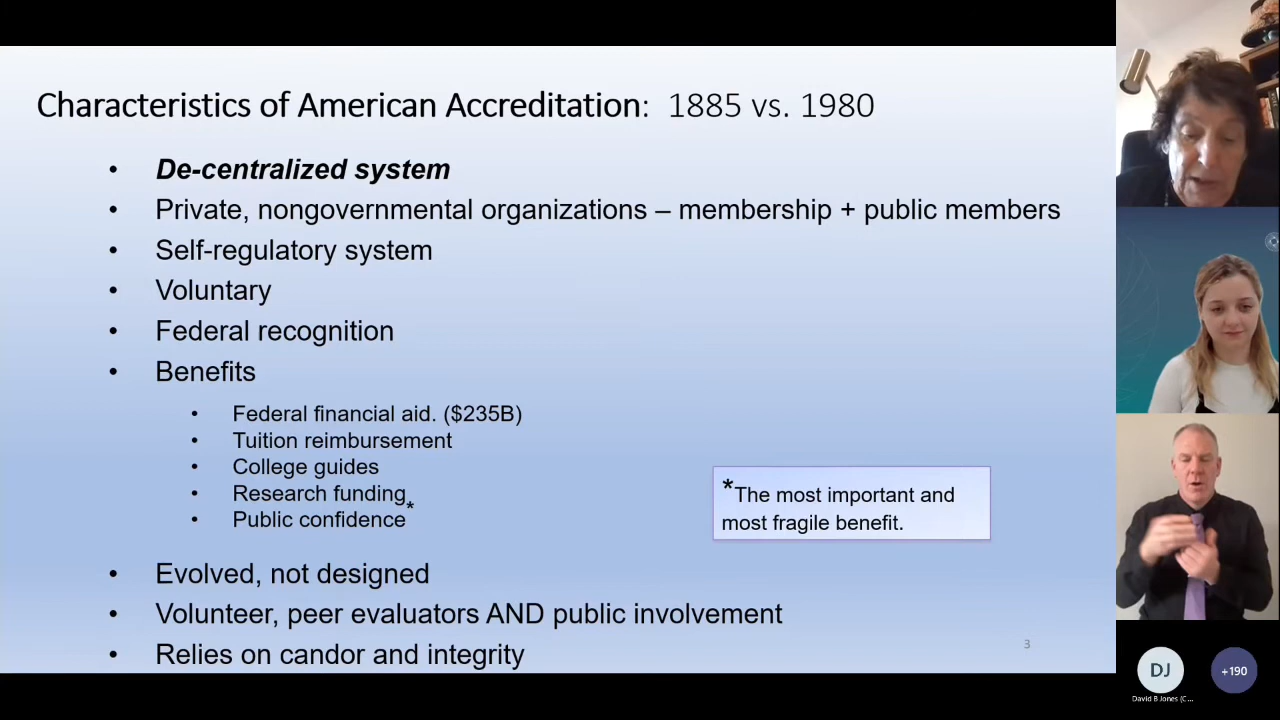 Characteristics of American Accreditation: 1885 vs. 1980
• De-centralized system
• Private, nongovernmental organizations – membership + public members
• Self-regulatory system
• Voluntary
• Federal recognition
• Benefits
• Federal financial aid. ($235B)
• Tuition reimbursement
• College guides
• Research funding
• Public confidence*
*The most important and
most fragile benefit.
• Evolved, not designed
• Volunteer, peer evaluators AND public involvement
• Relies on candor and integrity
3
DJ
+190
David B Jones (C...